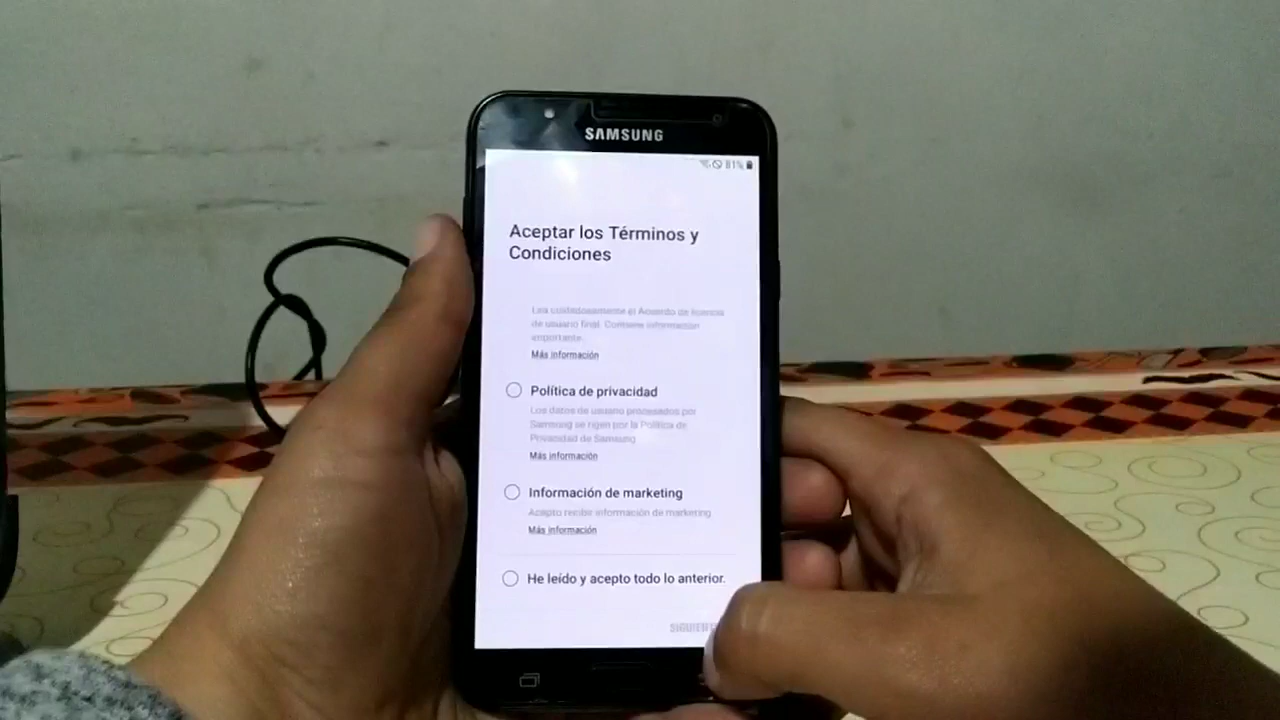 SAMSUNG
81%
Aceptar los Términos y
Condiciones
Lea cuidadosamente el Acuerdo de licencia
de usuario final. Contiene información
importante.
Más información
Política de privacidad
Los datos de usuario procesados por
Samsung se rigen por la Política de
Privacidad de Samsung
Más información
Información de marketing
Acepto recibir información de marketing
Más información
He leído y acepto todo lo anterior.